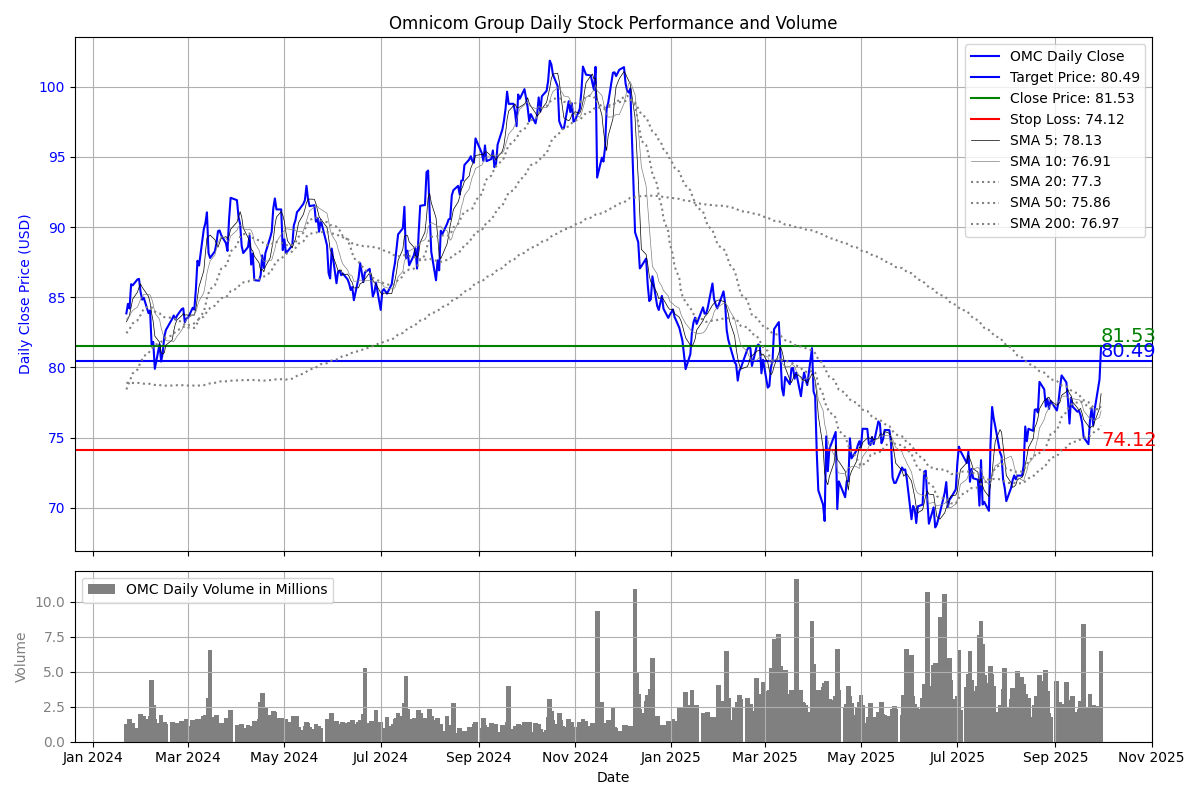 Omnicom Group Daily Stock Performance and Volume
Daily Close Price (USD)
100
95
90
85
80
75
70
OMC Daily Close
Target Price: 80.49
Close Price: 81.53
Stop Loss: 74.12
SMA 5: 78.13
SMA 10: 76.91
SMA 20: 77.3
SMA 50: 75.86
SMA 200: 76.97
81.53
80.49
74.12
OMC Daily Volume in Millions
Volume
10.0
7.5
5.0
2.5
0.0
Jan 2024 Mar 2024 May 2024 Jul 2024 Sep 2024 Nov 2024 Jan 2025 Mar 2025 May 2025 Jul 2025 Sep 2025 Nov 2025
Date